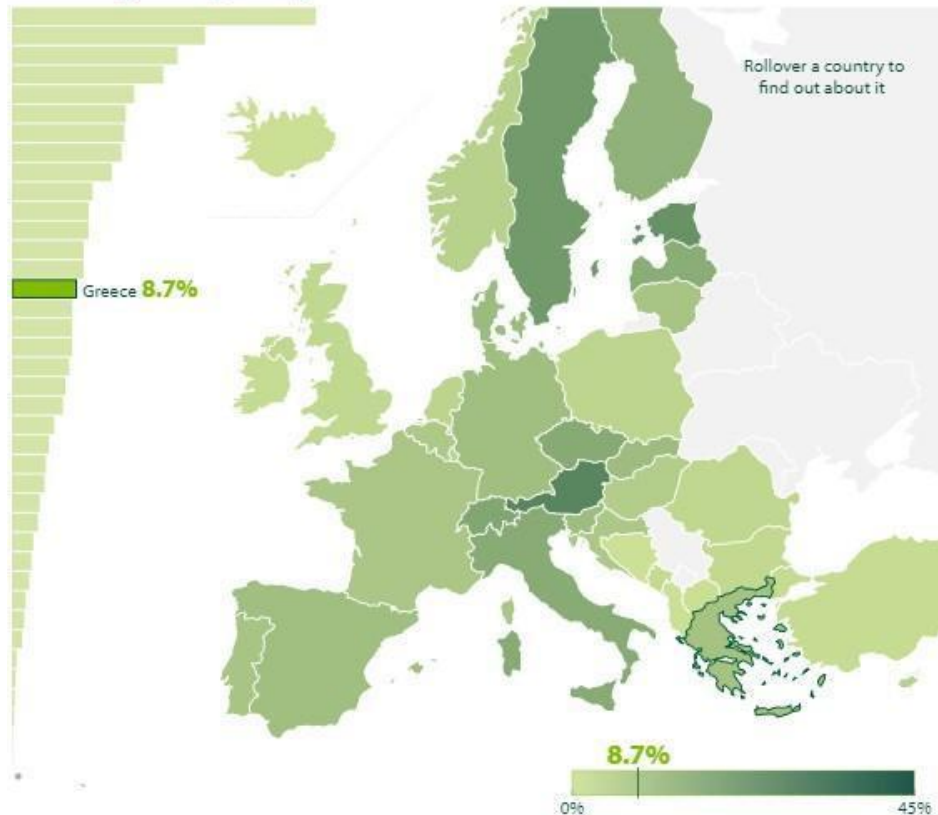 Rollover a country to
find out about it
Greece 8.7%
8.7%
0%
45%